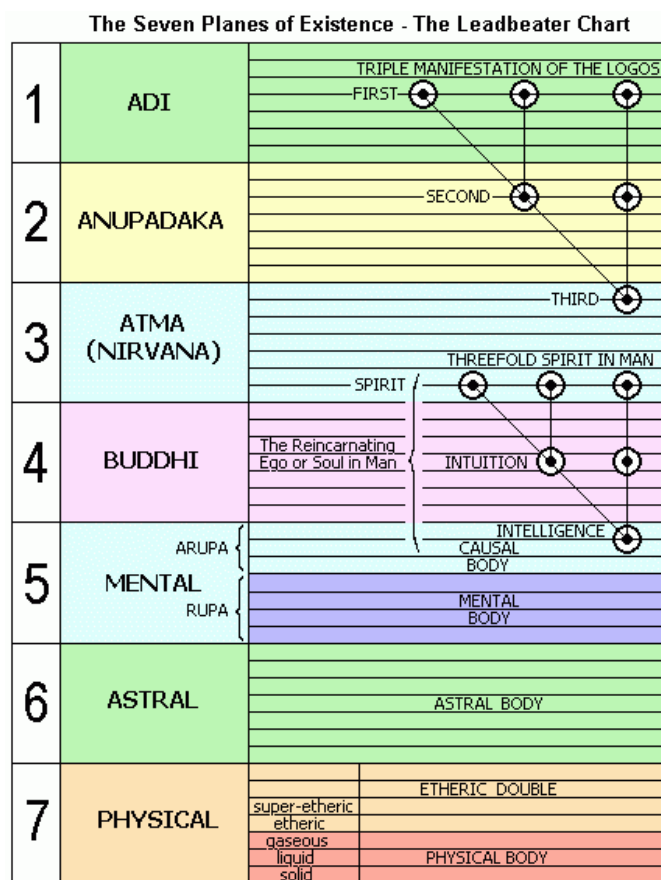 The Seven Planes of Existence - The Leadbeater Chart
1
ADI
TRIPLE MANIFESTATION OF THE LOGOS
FIRST
2
ANUPADAKA
SECOND
3
ATMA
(NIRVANA)
THIRD
THREEFOLD SPIRIT IN MAN
SPIRIT
4
BUDDHI
The Reincarnating
Ego or Soul in Man
INTUITION
5
MENTAL
ARUPA
RUPA
INTELLIGENCE
CAUSAL
BODY
MENTAL
BODY
6
ASTRAL
ASTRAL BODY
7
PHYSICAL
ETHERIC DOUBLE
super-etheric
etheric
gaseous
liquid
solid
PHYSICAL BODY